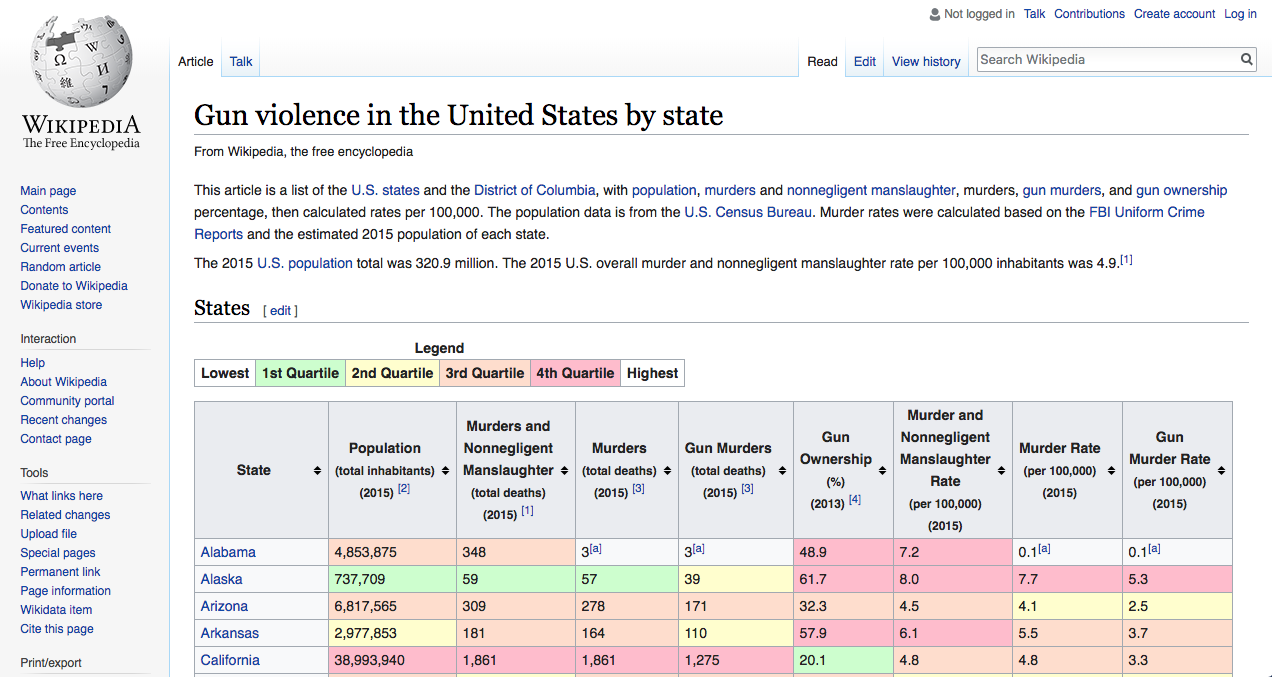 Not logged in Talk Contributions Create account Log in
Article Talk Read Edit View history Search Wikipedia
WIKIPEDIA
The Free Encyclopedia
Main page
Contents
Featured content
Current events
Random article
Donate to Wikipedia
Wikipedia store
Interaction
Help
About Wikipedia
Community portal
Recent changes
Contact page
Tools
What links here
Related changes
Upload file
Special pages
Permanent link
Page information
Wikidata item
Cite this page
Print/export
Gun violence in the United States by state
From Wikipedia, the free encyclopedia
This article is a list of the U.S. states and the District of Columbia, with population, murders and nonnegligent manslaughter, murders, gun murders, and gun ownership
percentage, then calculated rates per 100,000. The population data is from the U.S. Census Bureau. Murder rates were calculated based on the FBI Uniform Crime
Reports and the estimated 2015 population of each state.
The 2015 U.S. population total was 320.9 million. The 2015 U.S. overall murder and nonnegligent manslaughter rate per 100,000 inhabitants was 4.9.[1]
States [ edit ]
Legend
Lowest 1st Quartile 2nd Quartile 3rd Quartile 4th Quartile Highest
State
Population
(total inhabitants)
(2015) [2]
Murders and
Nonnegligent
Manslaughter
(total deaths)
(2015) [1]
Murders
(total deaths)
(2015) [3]
Gun Murders
(total deaths)
(2015) [3]
Gun
Ownership
(%)
(2013) [4]
Murder and
Nonnegligent
Manslaughter
Rate
(per 100,000)
(2015)
Murder Rate
(per 100,000)
(2015)
Gun
Murder Rate
(per 100,000)
(2015)
Alabama 4,853,875 348 3[a] 3[a] 48.9 7.2 0.1[a] 0.1[a]
Alaska 737,709 59 57 39 61.7 8.0 7.7 5.3
Arizona 6,817,565 309 278 171 32.3 4.5 4.1 2.5
Arkansas 2,977,853 181 164 110 57.9 6.1 5.5 3.7
California 38,993,940 1,861 1,861 1,275 20.1 4.8 4.8 3.3